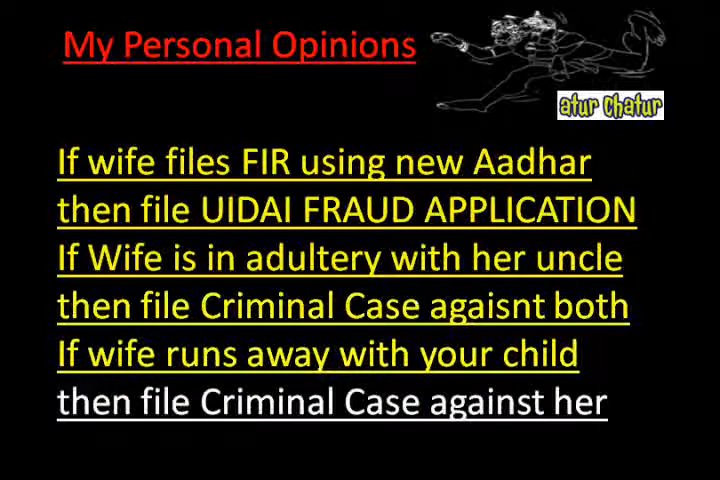 My Personal Opinions
atur chatur
If wife files FIR using new Aadhar
then file UIDAI FRAUD APPLICATION
If Wife is in adultery with her uncle
then file Criminal Case agaisnt both
If wife runs away with your child
then file Criminal Case against her